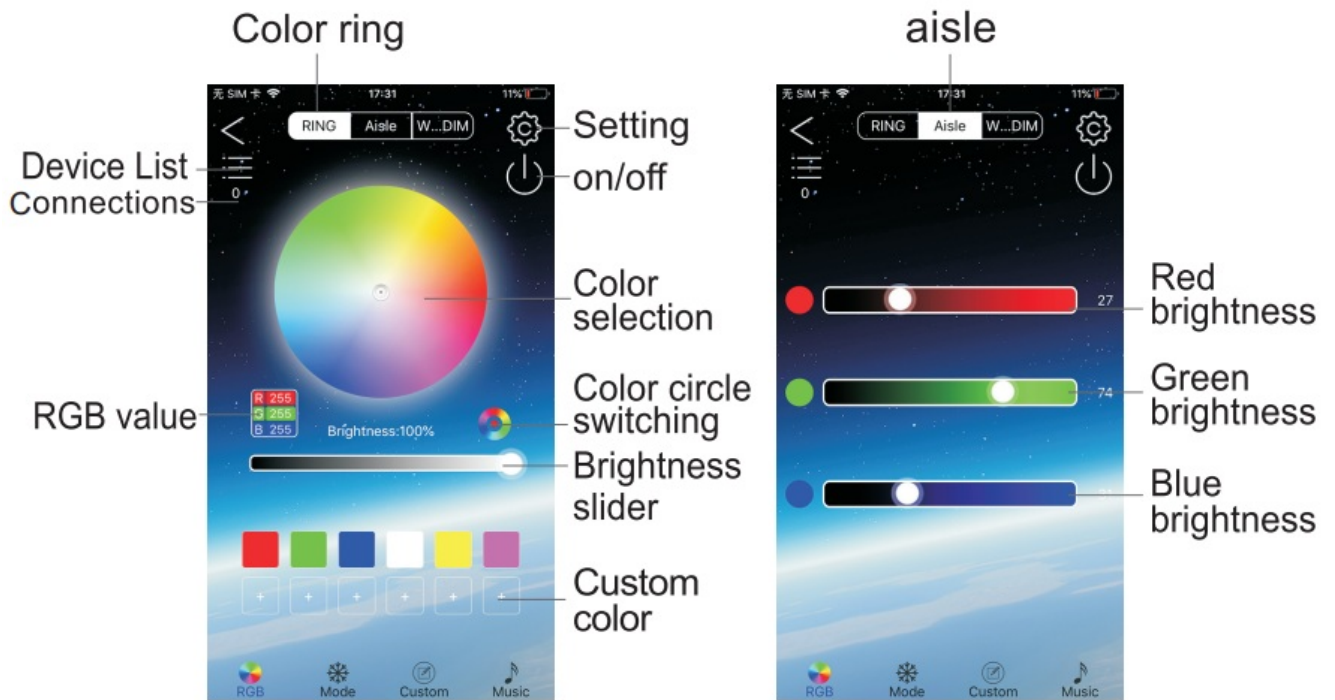 Color ring
无 SIM 卡 17:31 11%
RING Aisle W...DIM
Setting
on/off
Device List
Connections
0
Color
selection
RGB value
R 255
G 255
B 255
Brightness:100%
Color circle
switching
Brightness
slider
Custom
color
+ + + + + +
RGB Mode Custom Music
aisle
无 SIM 卡 17:31 11%
RING Aisle W...DIM
0
27
Red
brightness
74
Green
brightness
Blue
brightness
RGB Mode Custom Music